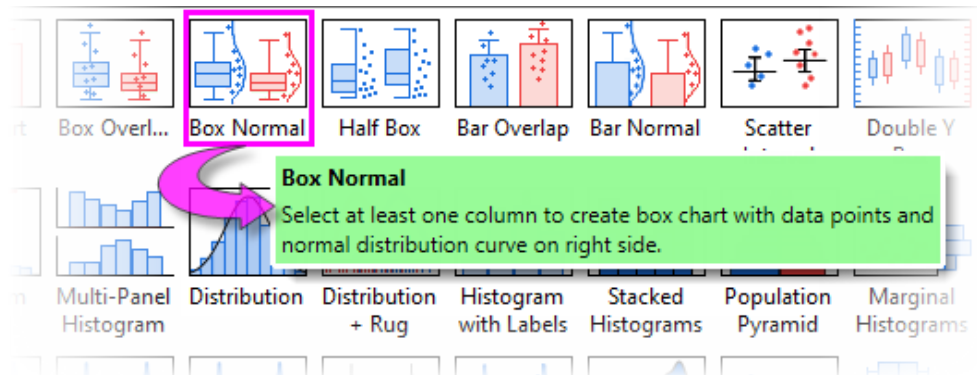 Box Overl... Box Normal Half Box Bar Overlap Bar Normal Scatter Double Y
Box Normal
Select at least one column to create box chart with data points and
normal distribution curve on right side.
Multi-Panel Distribution Distribution Histogram Stacked Population Marginal
Histogram + Rug with Labels Histograms Pyramid Histograms